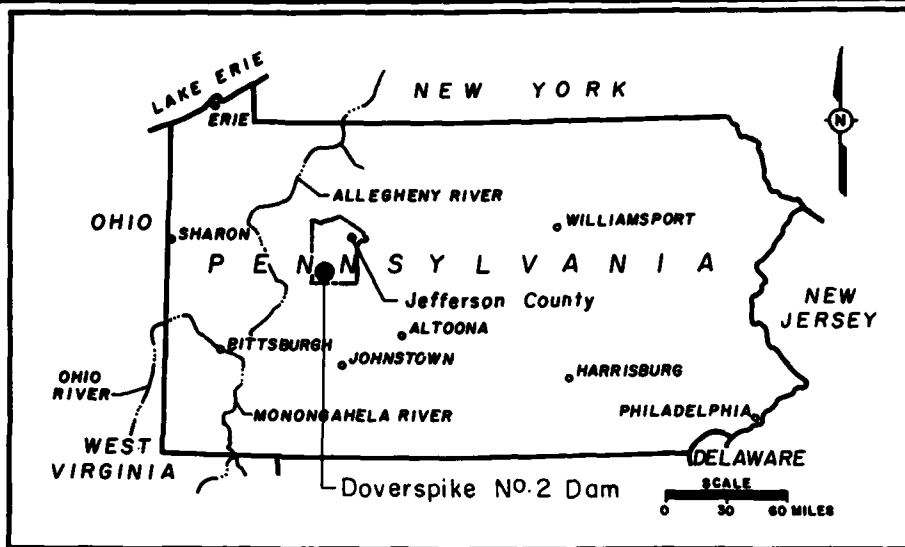 LAKE ERIE
ERIE
NEW YORK
N
ALLEGHENY RIVER
OHIO
SHARON
WILLIAMSPORT
PENNSYLVANIA
Jefferson County
NEW
JERSEY
ALTOONA
PITTSBURGH
JOHNSTOWN
OHIO
RIVER
HARRISBURG
MONONGAHELA RIVER
PHILADELPHIA
WEST
VIRGINIA
DELAWARE
Doverspike No. 2 Dam
SCALE
0 30 60 MILES